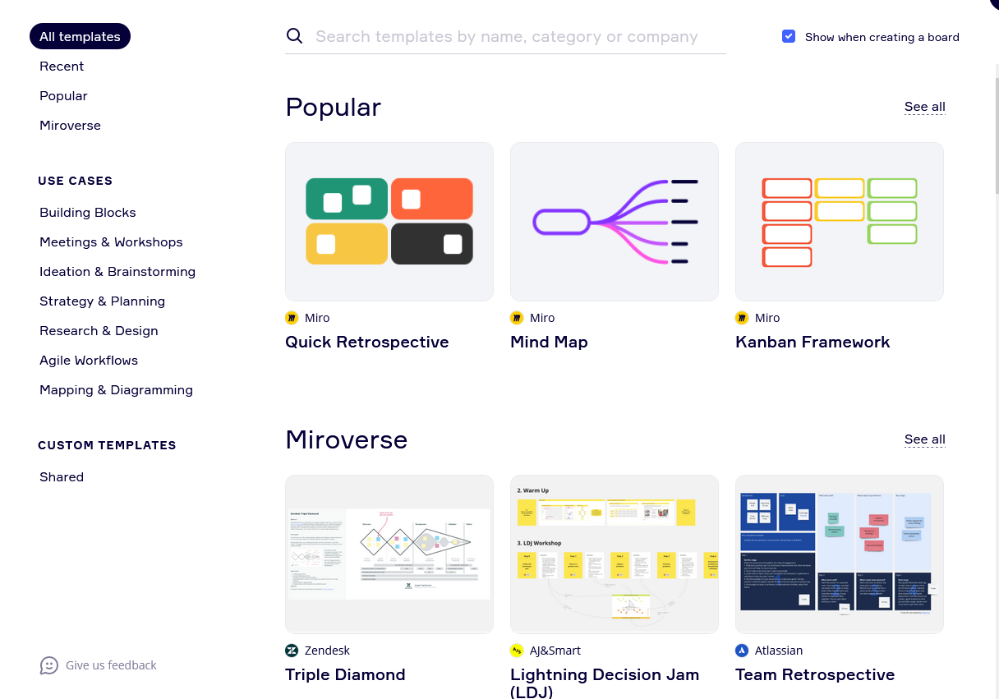 All templates
Recent
Popular
Miroverse
USE CASES
Building Blocks
Meetings & Workshops
Ideation & Brainstorming
Strategy & Planning
Research & Design
Agile Workflows
Mapping & Diagramming
CUSTOM TEMPLATES
Shared
Give us feedback
Search templates by name, category or company
Show when creating a board
Popular
See all
Miro
Quick Retrospective
Miro
Mind Map
Miro
Kanban Framework
Miroverse
See all
Zendesk
Triple Diamond
2. Warm Up
3. LDJ Workshop
AJ&Smart
Lightning Decision Jam
(LDJ)
Atlassian
Team Retrospective